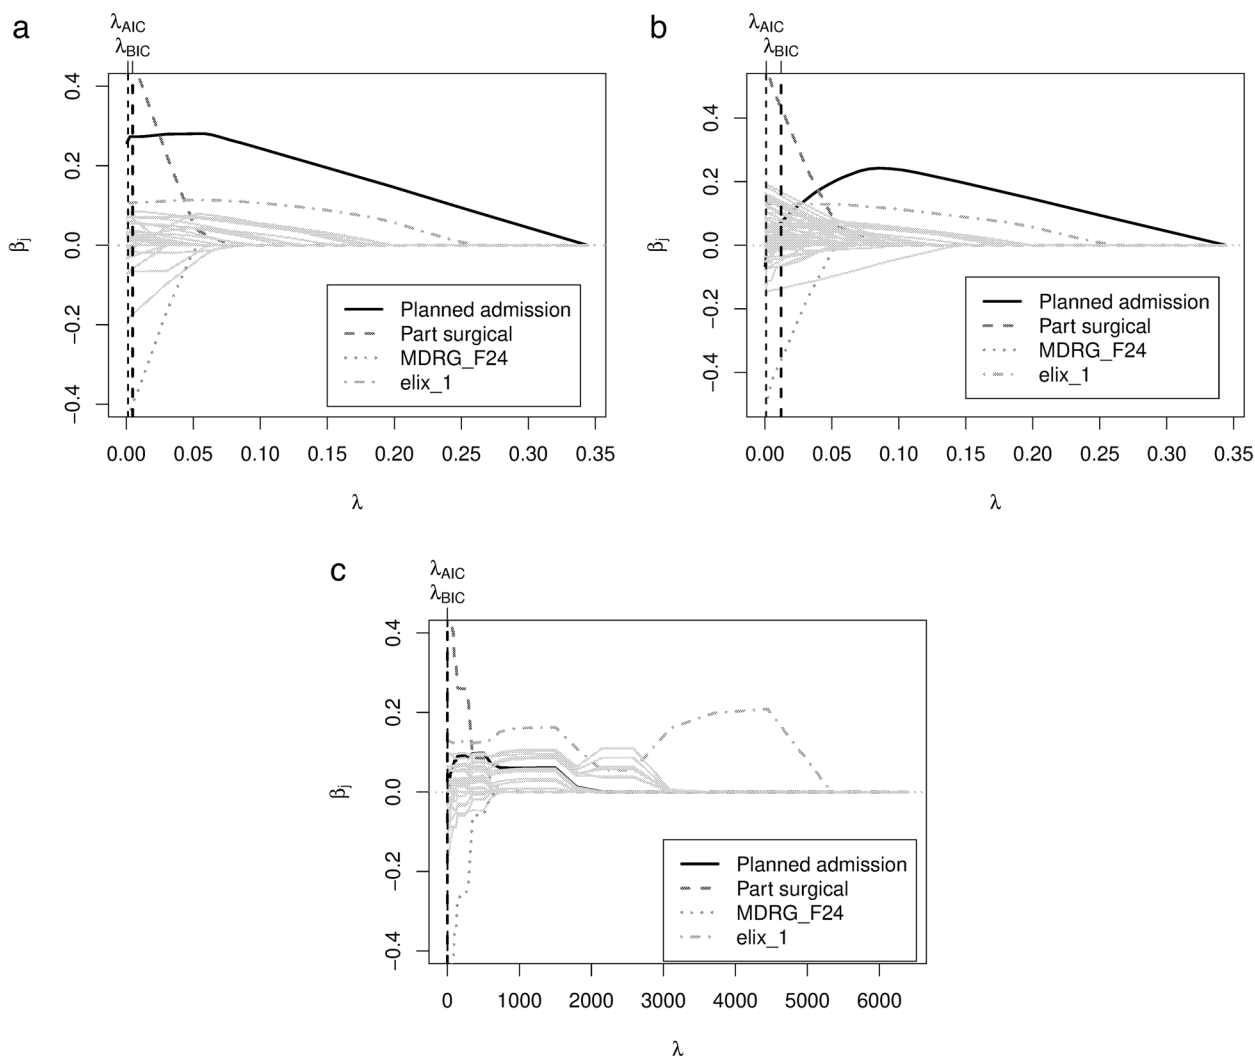 a
λAIC
λBIC
βj
0.4
0.2
0.0
−0.2
−0.4
0.00 0.05 0.10 0.15 0.20 0.25 0.30 0.35
λ
Planned admission
Part surgical
MDRG_F24
elix_1
b
λAIC
λBIC
βj
0.4
0.2
0.0
−0.2
−0.4
0.00 0.05 0.10 0.15 0.20 0.25 0.30 0.35
λ
Planned admission
Part surgical
MDRG_F24
elix_1
c
λAIC
λBIC
βj
0.4
0.2
0.0
−0.2
−0.4
0 1000 2000 3000 4000 5000 6000
λ
Planned admission
Part surgical
MDRG_F24
elix_1